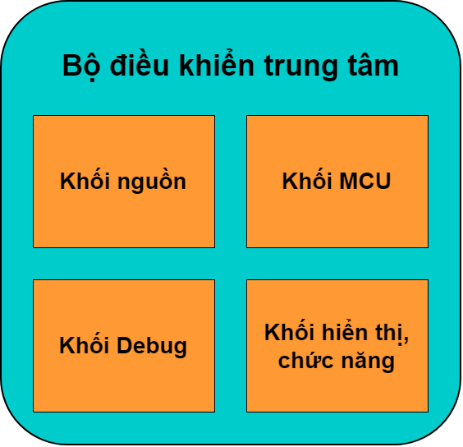 Bộ điều khiển trung tâm
Khối nguồn
Khối MCU
Khối Debug
Khối hiển thị,
chức năng